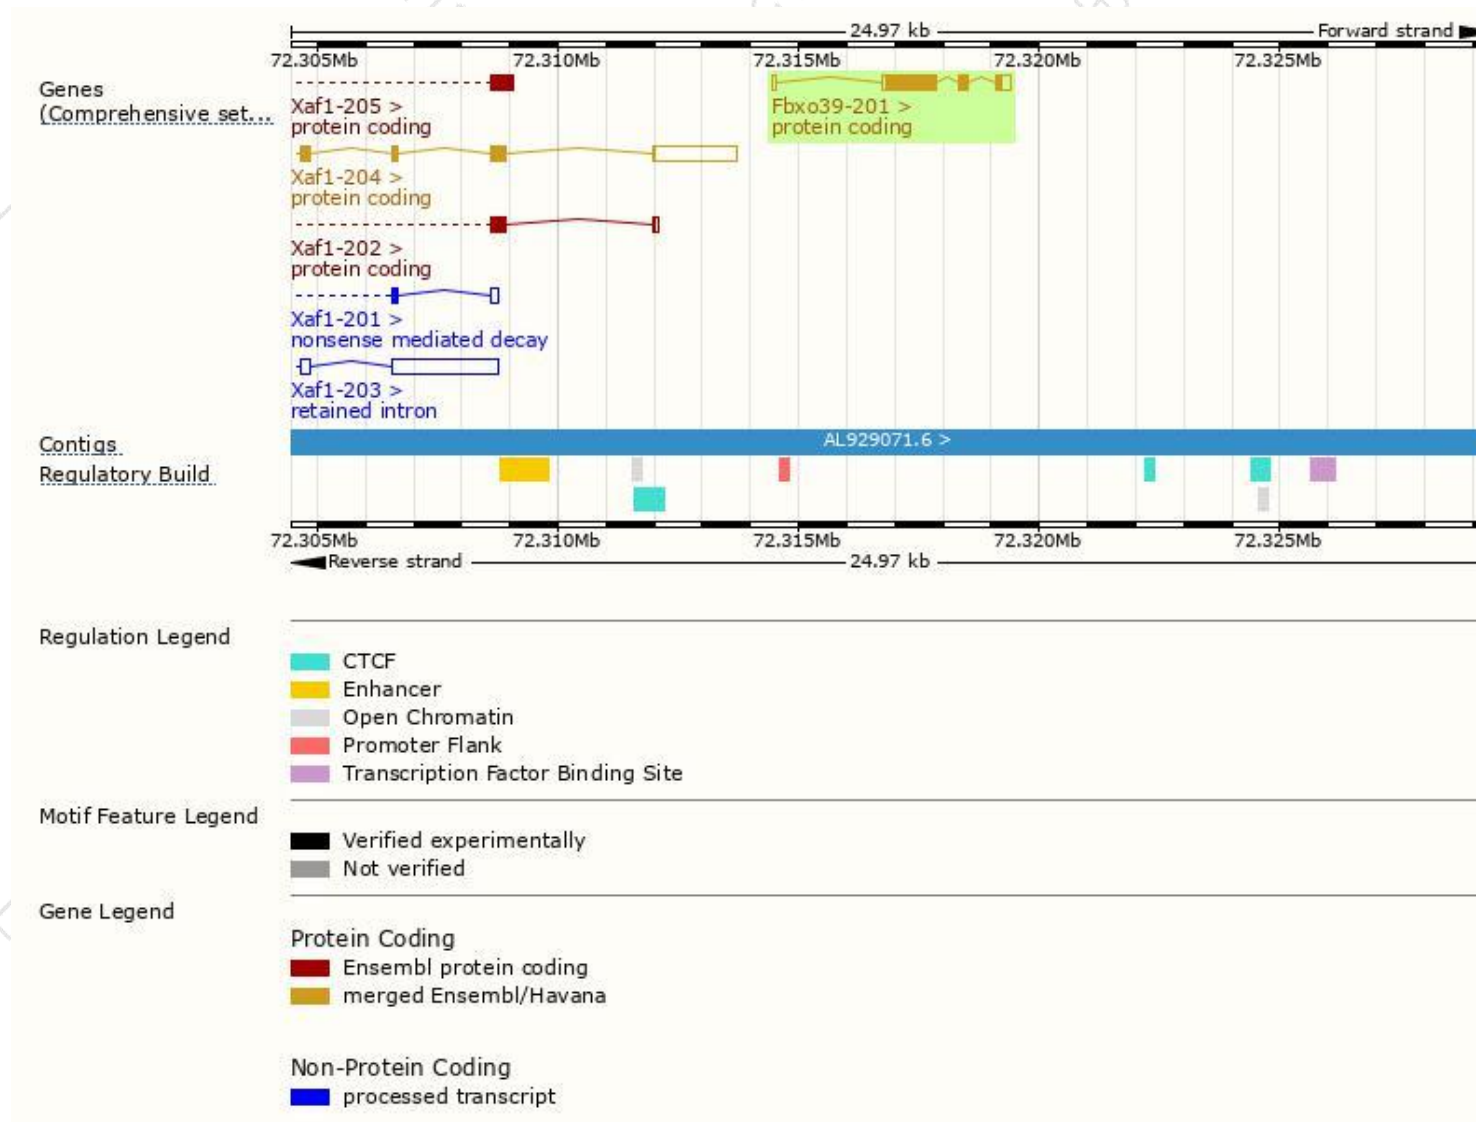 24.97 kb Forward strand
72.305Mb 72.310Mb 72.315Mb 72.320Mb 72.325Mb
Genes
(Comprehensive set...
Xaf1-205 >
protein coding
Fbxo39-201 >
protein coding
Xaf1-204 >
protein coding
Xaf1-202 >
protein coding
Xaf1-201 >
nonsense mediated decay
Xaf1-203 >
retained intron
Contigs
AL929071.6 >
Regulatory Build
72.305Mb 72.310Mb 72.315Mb 72.320Mb 72.325Mb
Reverse strand 24.97 kb
Regulation Legend
CTCF
Enhancer
Open Chromatin
Promoter Flank
Transcription Factor Binding Site
Motif Feature Legend
Verified experimentally
Not verified
Gene Legend
Protein Coding
Ensembl protein coding
merged Ensembl/Havana
Non-Protein Coding
processed transcript